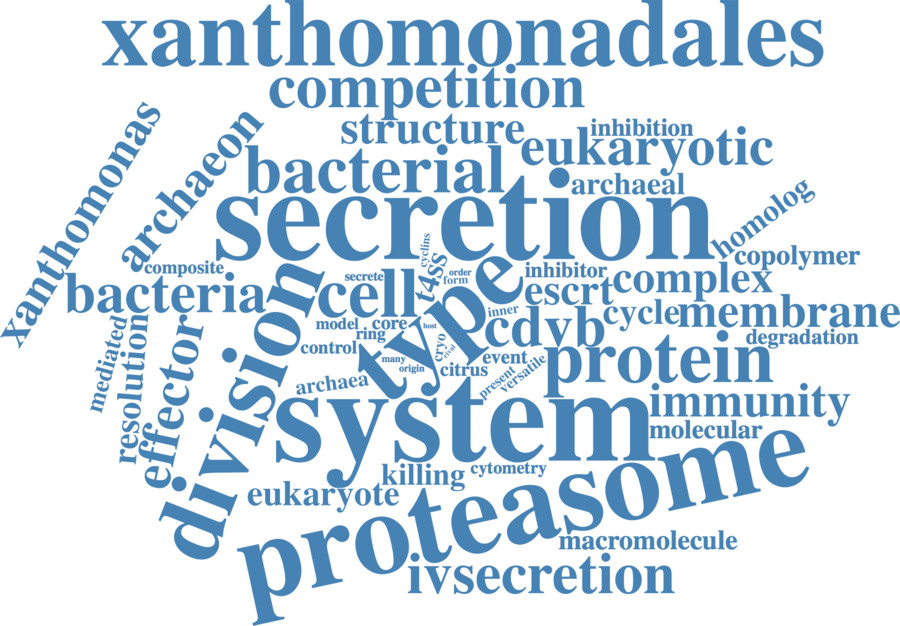 xanthomonadales
competition
structure
inhibition
eukaryotic
bacterial
archaeal
xanthomonas
archaeon
secretion
homolog
copolymer
composite
secrete
cyclins
t4ss
order
form
inhibitor
complex
bacteria
cell
type
escrt
inner
cdvb
cycle
membrane
mediated
resolution
effector
division
model
core
host
ring
control
many
origin
cryo
rival
citrus
event
present
versatile
protein
degradation
archaea
system
immunity
molecular
killing
cytometry
eukaryote
proteasome
macromolecule
ivsecretion